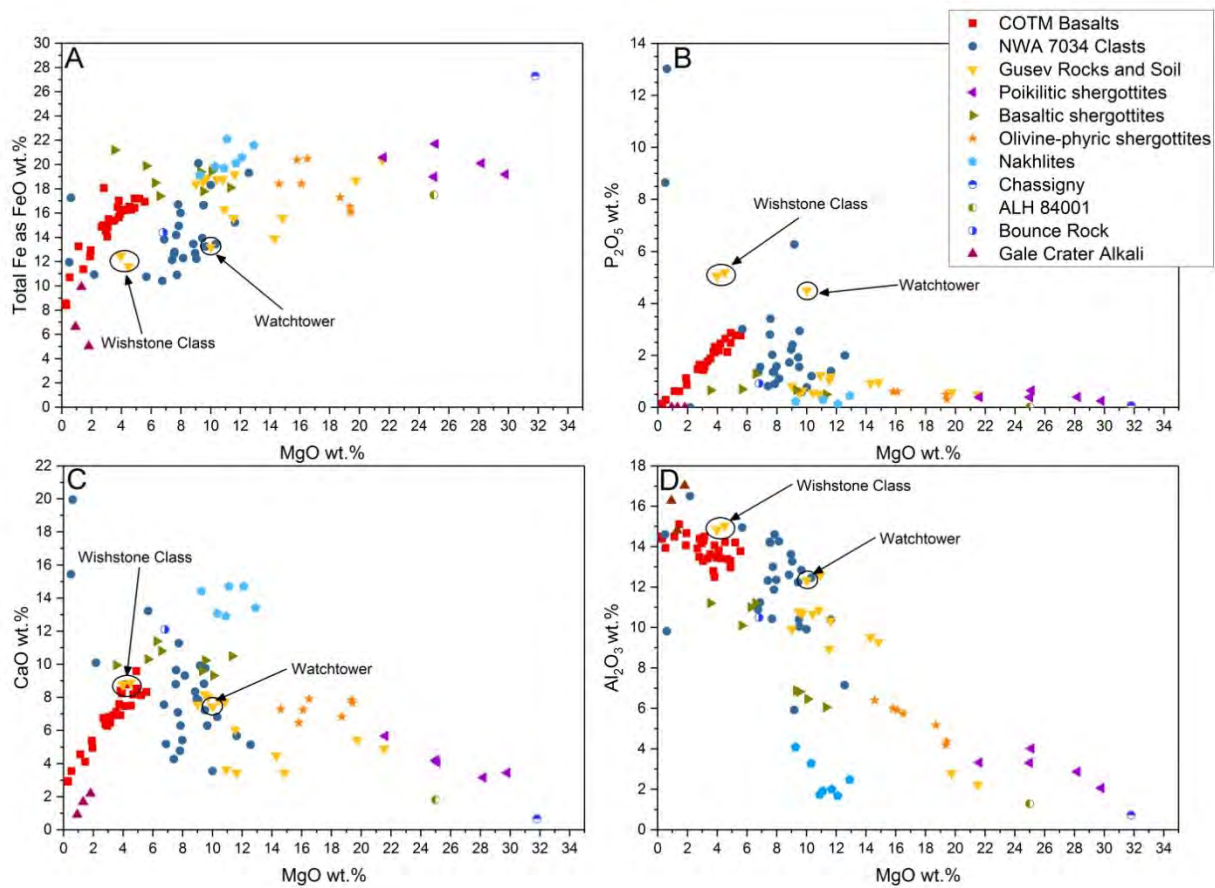 A
30
28
26
24
22
20
18
16
14
12
10
8
6
4
2
0
Total Fe as FeO wt.%
Wishstone Class
Watchtower
0 2 4 6 8 10 12 14 16 18 20 22 24 26 28 30 32 34
MgO wt.%
B
14
12
10
8
6
4
2
0
P₂O₅ wt.%
Wishstone Class
Watchtower
0 2 4 6 8 10 12 14 16 18 20 22 24 26 28 30 32 34
MgO wt.%
COTM Basalts
NWA 7034 Clasts
Gusev Rocks and Soil
Poikilitic shergottites
Basaltic shergottites
Olivine-phyric shergottites
Nakhlites
Chassigny
ALH 84001
Bounce Rock
Gale Crater Alkali
C
22
20
18
16
14
12
10
8
6
4
2
0
CaO wt.%
Wishstone Class
Watchtower
0 2 4 6 8 10 12 14 16 18 20 22 24 26 28 30 32 34
MgO wt.%
D
18
16
14
12
10
8
6
4
2
0
Al₂O₃ wt.%
Wishstone Class
Watchtower
0 2 4 6 8 10 12 14 16 18 20 22 24 26 28 30 32 34
MgO wt.%